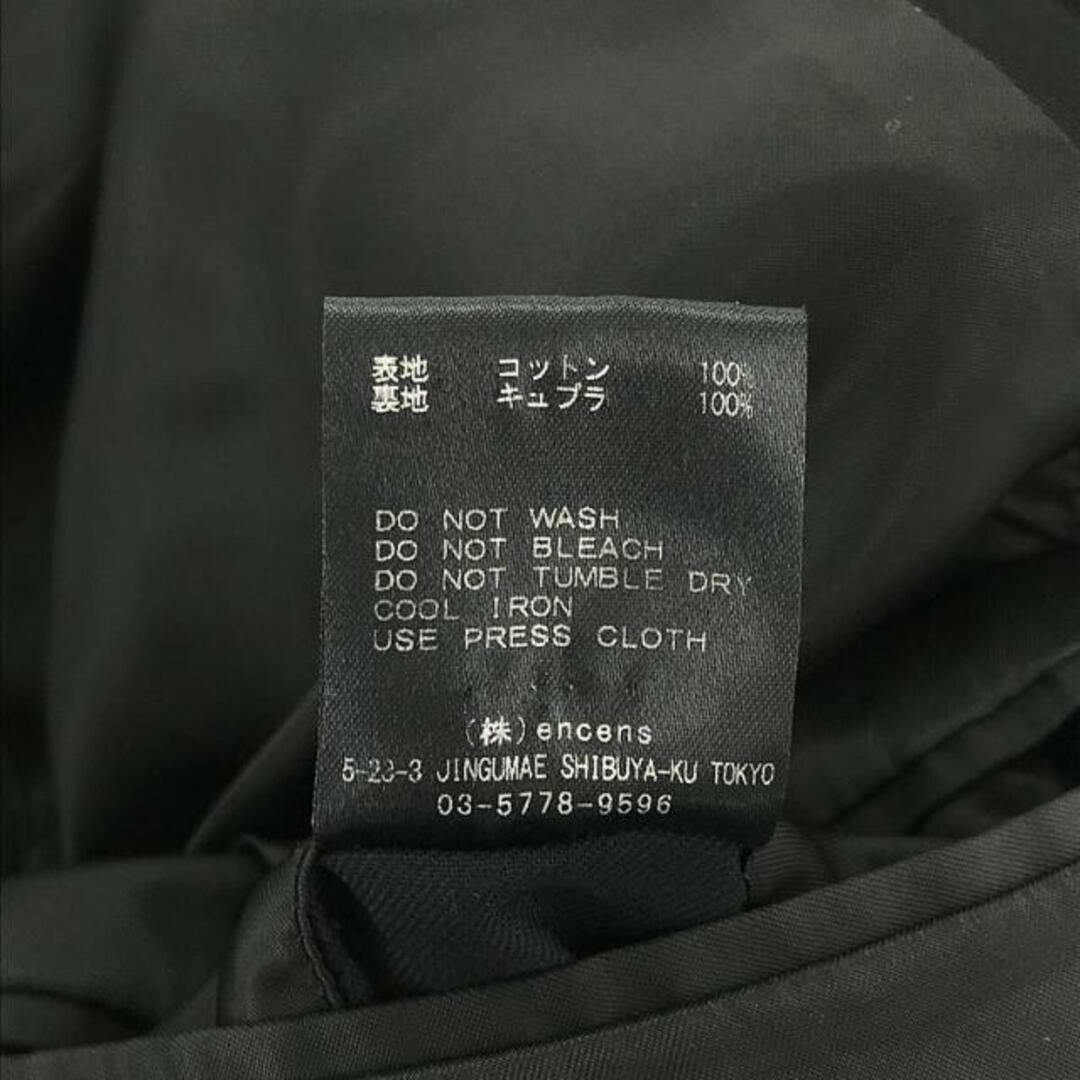 表地 コットン 100%
裏地 キュプラ 100%
DO NOT WASH
DO NOT BLEACH
DO NOT TUMBLE DRY
COOL IRON
USE PRESS CLOTH
(株)encens
5-23-3 JINGUMAE SHIBUYA-KU TOKYO
03-5778-9596